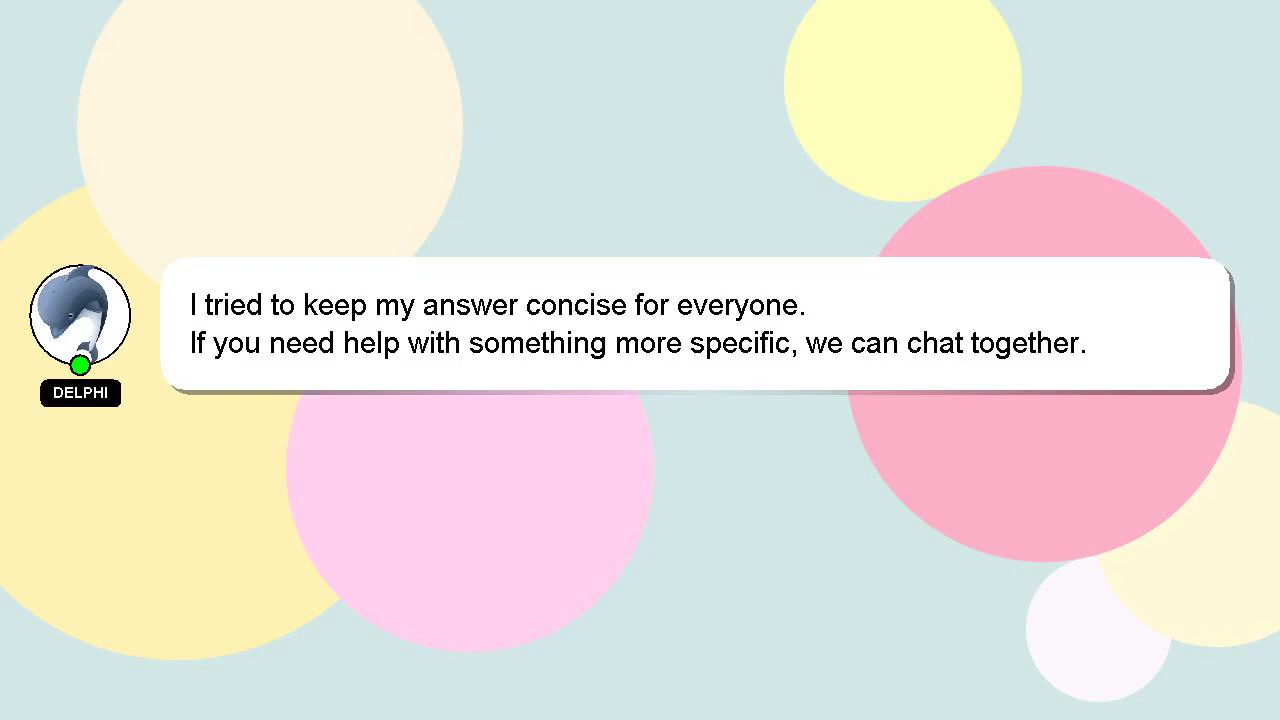 I tried to keep my answer concise for everyone.
If you need help with something more specific, we can chat together.
DELPHI